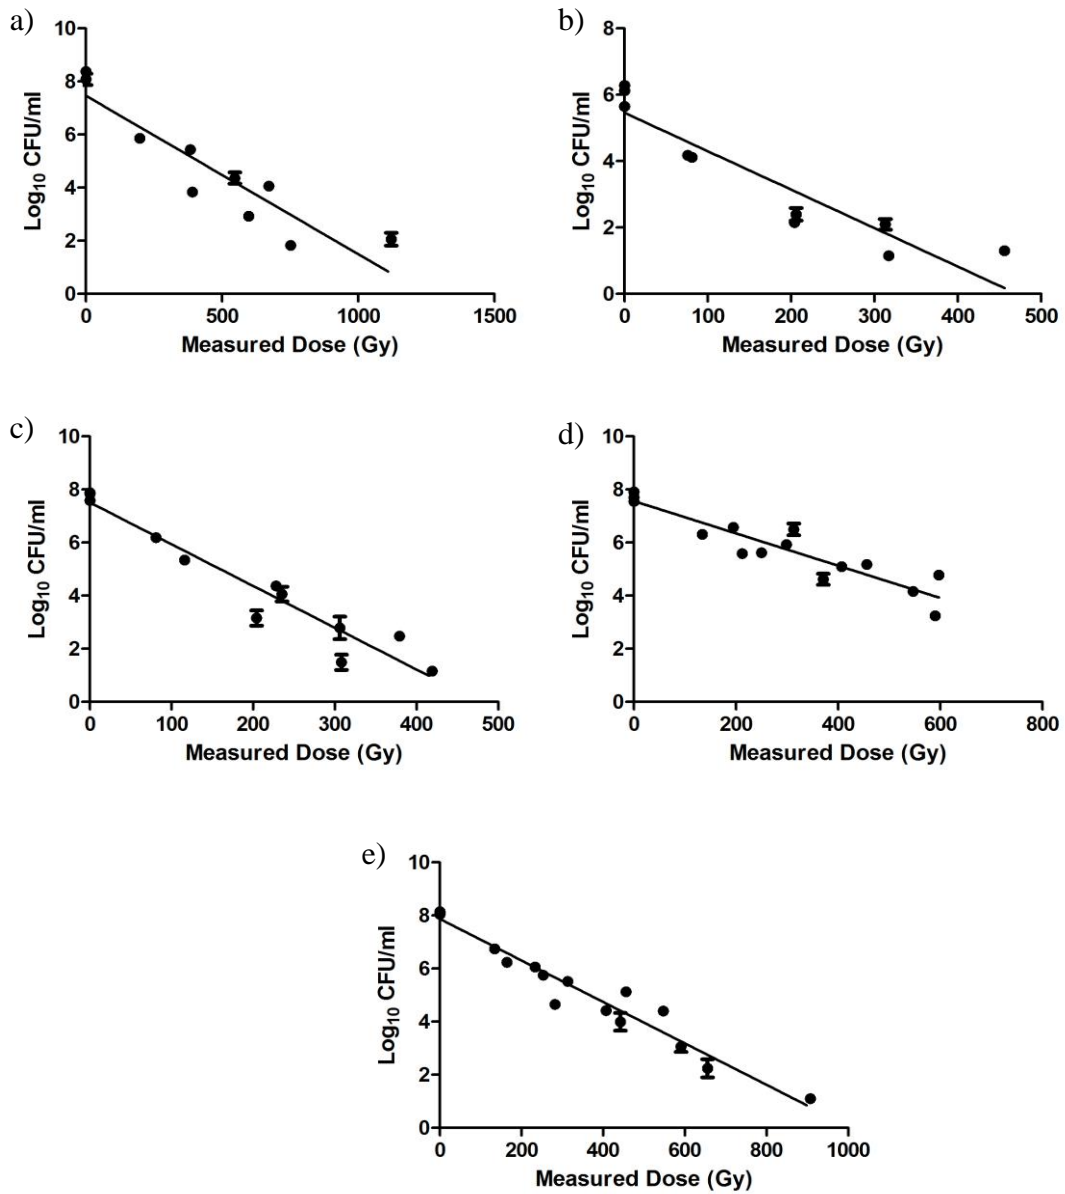 a)
10
8
6
4
2
0
Log10 CFU/ml
0 500 1000 1500
Measured Dose (Gy)
b)
8
6
4
2
0
Log10 CFU/ml
0 100 200 300 400 500
Measured Dose (Gy)
c)
10
8
6
4
2
0
Log10 CFU/ml
0 100 200 300 400 500
Measured Dose (Gy)
d)
10
8
6
4
2
0
Log10 CFU/ml
0 200 400 600 800
Measured Dose (Gy)
e)
10
8
6
4
2
0
Log10 CFU/ml
0 200 400 600 800 1000
Measured Dose (Gy)